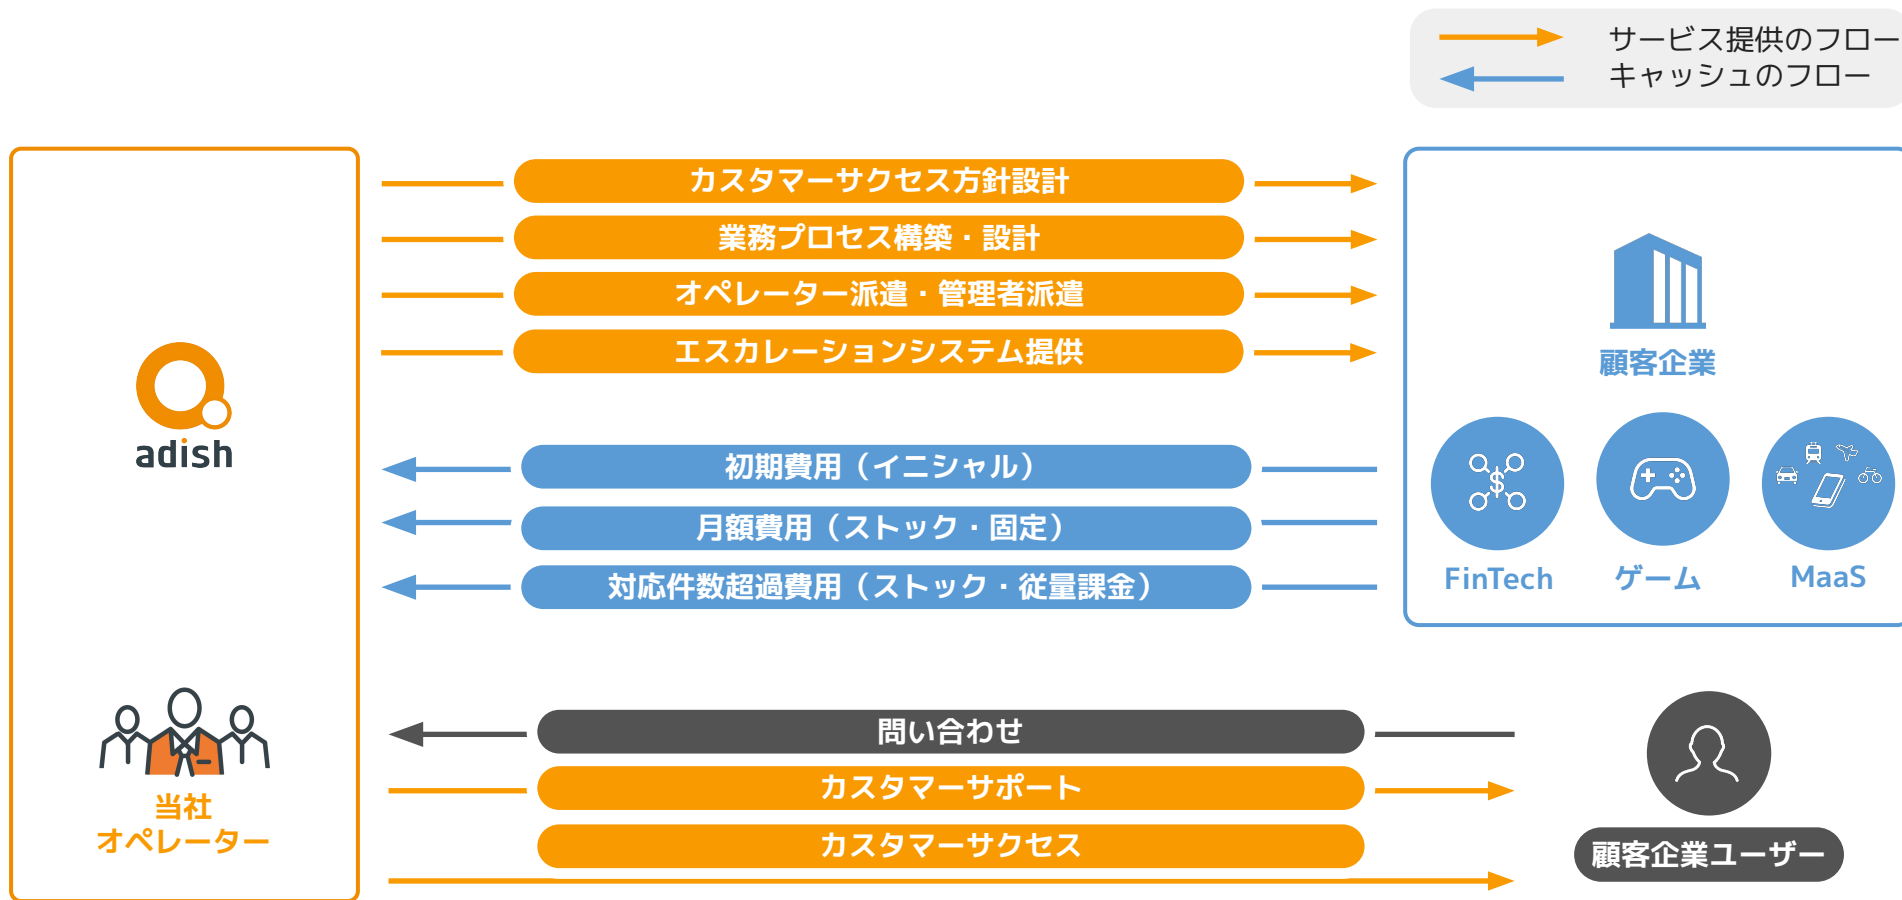 サービス提供のフロー
キャッシュのフロー
カスタマーサクセス方針設計
業務プロセス構築・設計
オペレーター派遣・管理者派遣
エスカレーションシステム提供
adish
顧客企業
初期費用（イニシャル）
月額費用（ストック・固定）
対応件数超過費用（ストック・従量課金）
$
FinTech
ゲーム
MaaS
問い合わせ
カスタマーサポート
カスタマーサクセス
当社
オペレーター
顧客企業ユーザー